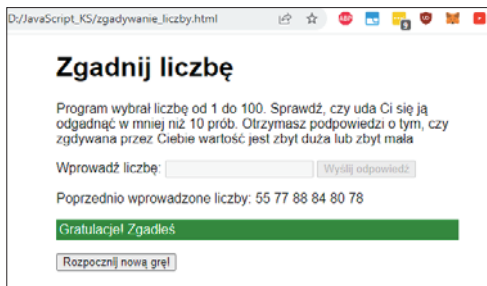 D:/JavaScript_KS/zgadywanie_liczby.html
Zgadnij liczbę
Program wybrał liczbę od 1 do 100. Sprawdź, czy uda Ci się ją
odgadnąć w mniej niż 10 prób. Otrzymasz podpowiedzi o tym, czy
zgdywana przez Ciebie wartość jest zbyt duża lub zbyt mała
Wprowadź liczbę: Wyślij odpowiedź
Poprzednio wprowadzone liczby: 55 77 88 84 80 78
Gratulacje! Zgadłeś
Rozpocznij nową grę!